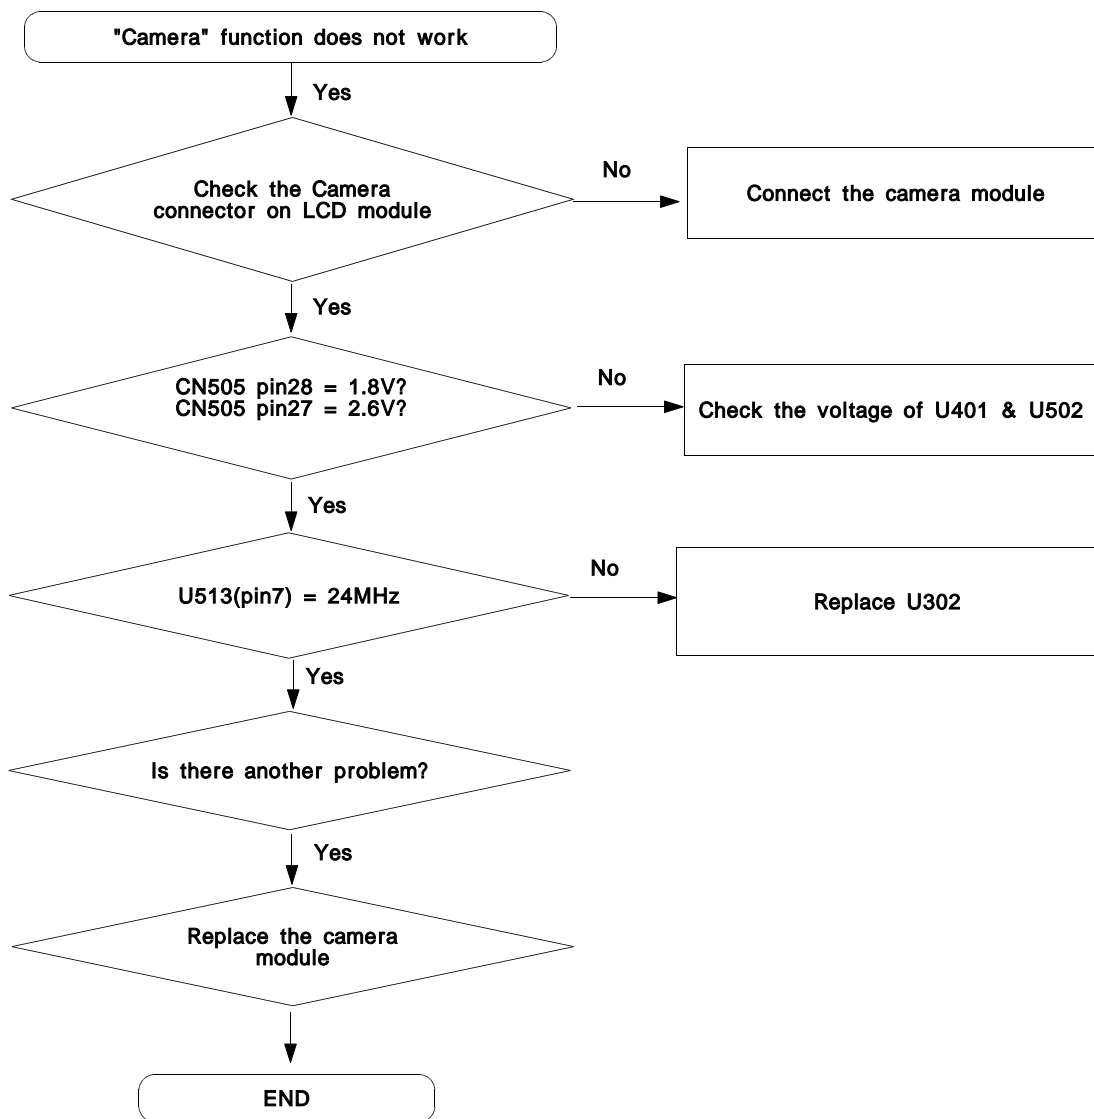 "Camera" function does not work
Yes
Check the Camera
connector on LCD module
No
Connect the camera module
Yes
CN505 pin28 = 1.8V?
CN505 pin27 = 2.6V?
No
Check the voltage of U401 & U502
Yes
U513(pin7) = 24MHz
No
Replace U302
Yes
Is there another problem?
Yes
Replace the camera
module
END